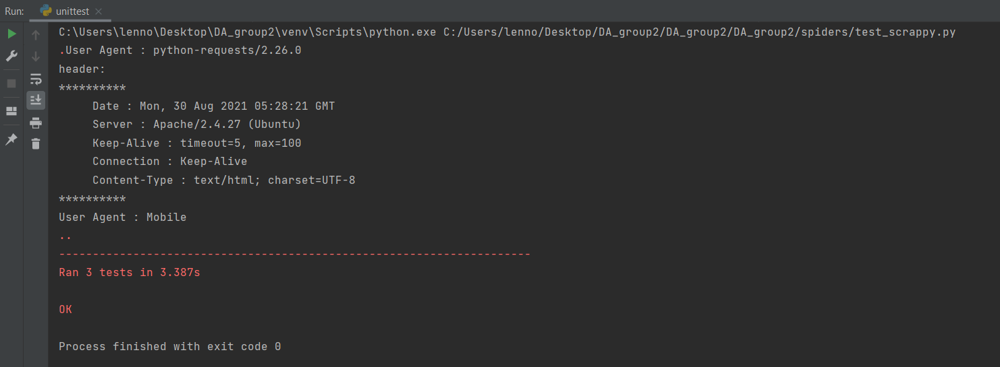 Run: unittest
C:\Users\lenno\Desktop\DA_group2\venv\Scripts\python.exe C:/Users/lenno/Desktop/DA_group2/DA_group2/DA_group2/spiders/test_scrappy.py
.User Agent : python-requests/2.26.0
header:
**********
     Date : Mon, 30 Aug 2021 05:28:21 GMT
     Server : Apache/2.4.27 (Ubuntu)
     Keep-Alive : timeout=5, max=100
     Connection : Keep-Alive
     Content-Type : text/html; charset=UTF-8
**********
User Agent : Mobile
..
----------------------------------------------------------------------
Ran 3 tests in 3.387s
OK
Process finished with exit code 0